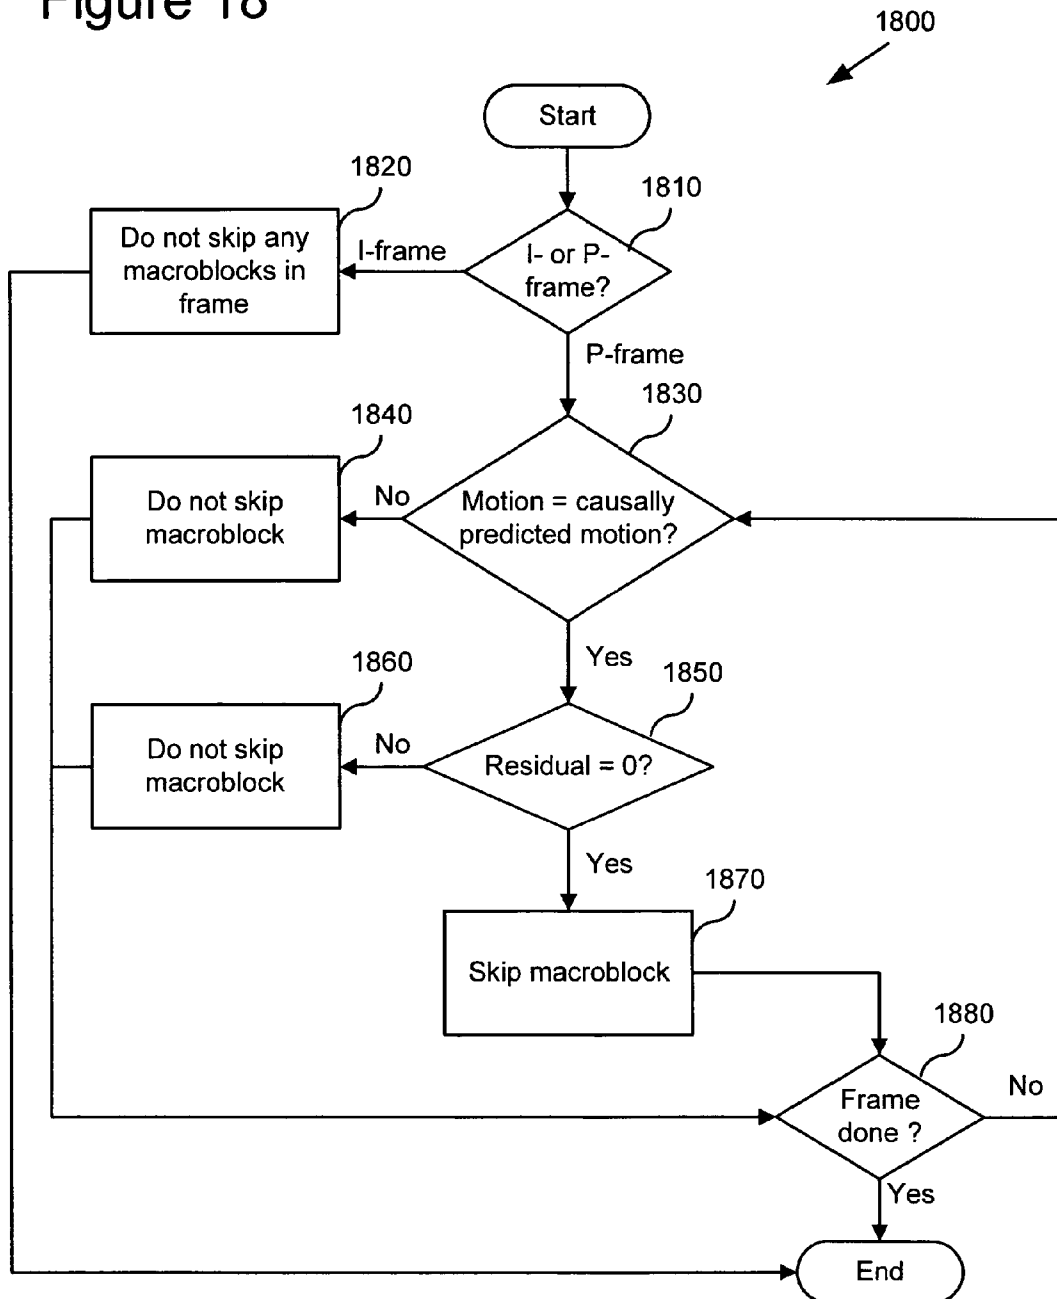 Figure 18
1800
Start
1820
1810
Do not skip any
macroblocks in
frame
I-frame
I- or P-
frame?
P-frame
1830
1840
Do not skip
macroblock
No
Motion = causally
predicted motion?
Yes
1860
1850
Do not skip
macroblock
No
Residual = 0?
Yes
1870
Skip macroblock
1880
Frame
done ?
No
Yes
End